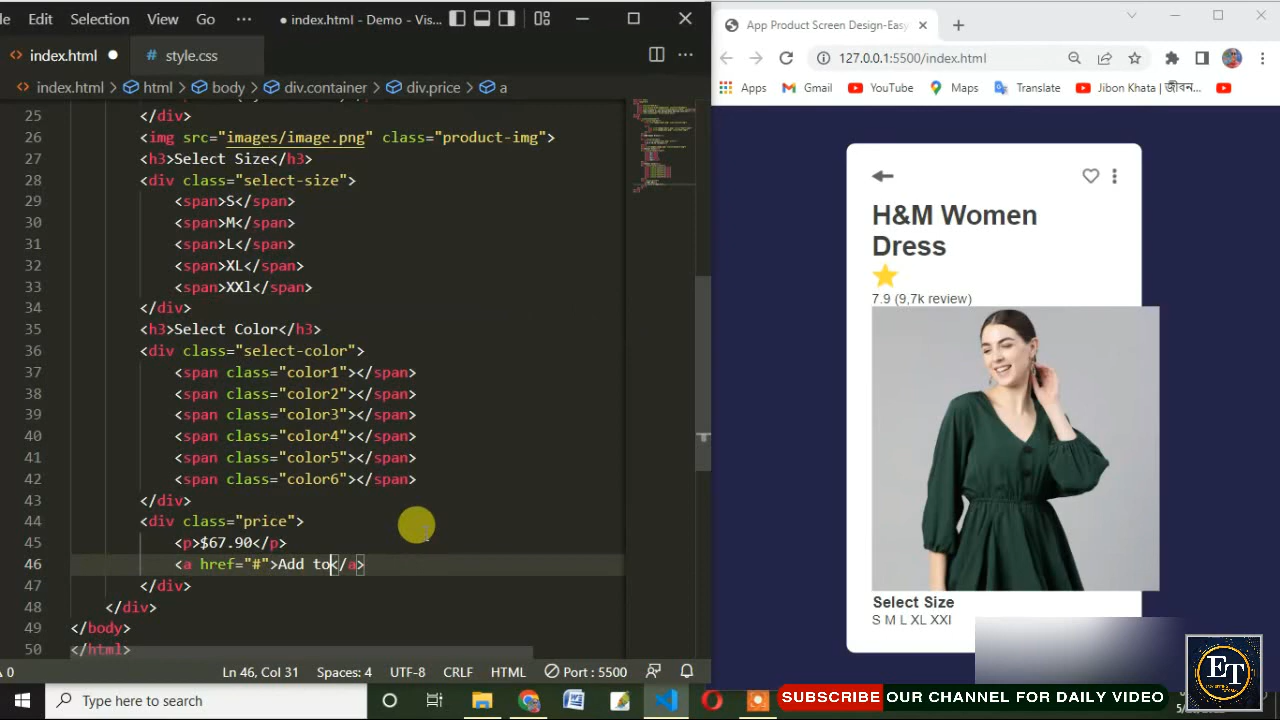 Edit Selection View Go ··· ● index.html - Demo - Vis...
index.html ● # style.css
index.html > html > body > div.container > div.price > a
25 </div>
26 <img src="images/image.png" class="product-img">
27 <h3>Select Size</h3>
28 <div class="select-size">
29 <span>S</span>
30 <span>M</span>
31 <span>L</span>
32 <span>XL</span>
33 <span>XXl</span>
34 </div>
35 <h3>Select Color</h3>
36 <div class="select-color">
37 <span class="color1"></span>
38 <span class="color2"></span>
39 <span class="color3"></span>
40 <span class="color4"></span>
41 <span class="color5"></span>
42 <span class="color6"></span>
43 </div>
44 <div class="price">
45 <p>$67.90</p>
46 <a href="#">Add to</a>
47 </div>
48 </div>
49 </body>
50 </html>
0 Ln 46, Col 31 Spaces: 4 UTF-8 CRLF HTML Port : 5500
Type here to search
App Product Screen Design-Easy
127.0.0.1:5500/index.html
Apps Gmail YouTube Maps Translate Jibon Khata | জীবন...
H&M Women
Dress
7.9 (9,7k review)
Select Size
S M L XL XXl
SUBSCRIBE OUR CHANNEL FOR DAILY VIDEO
ET